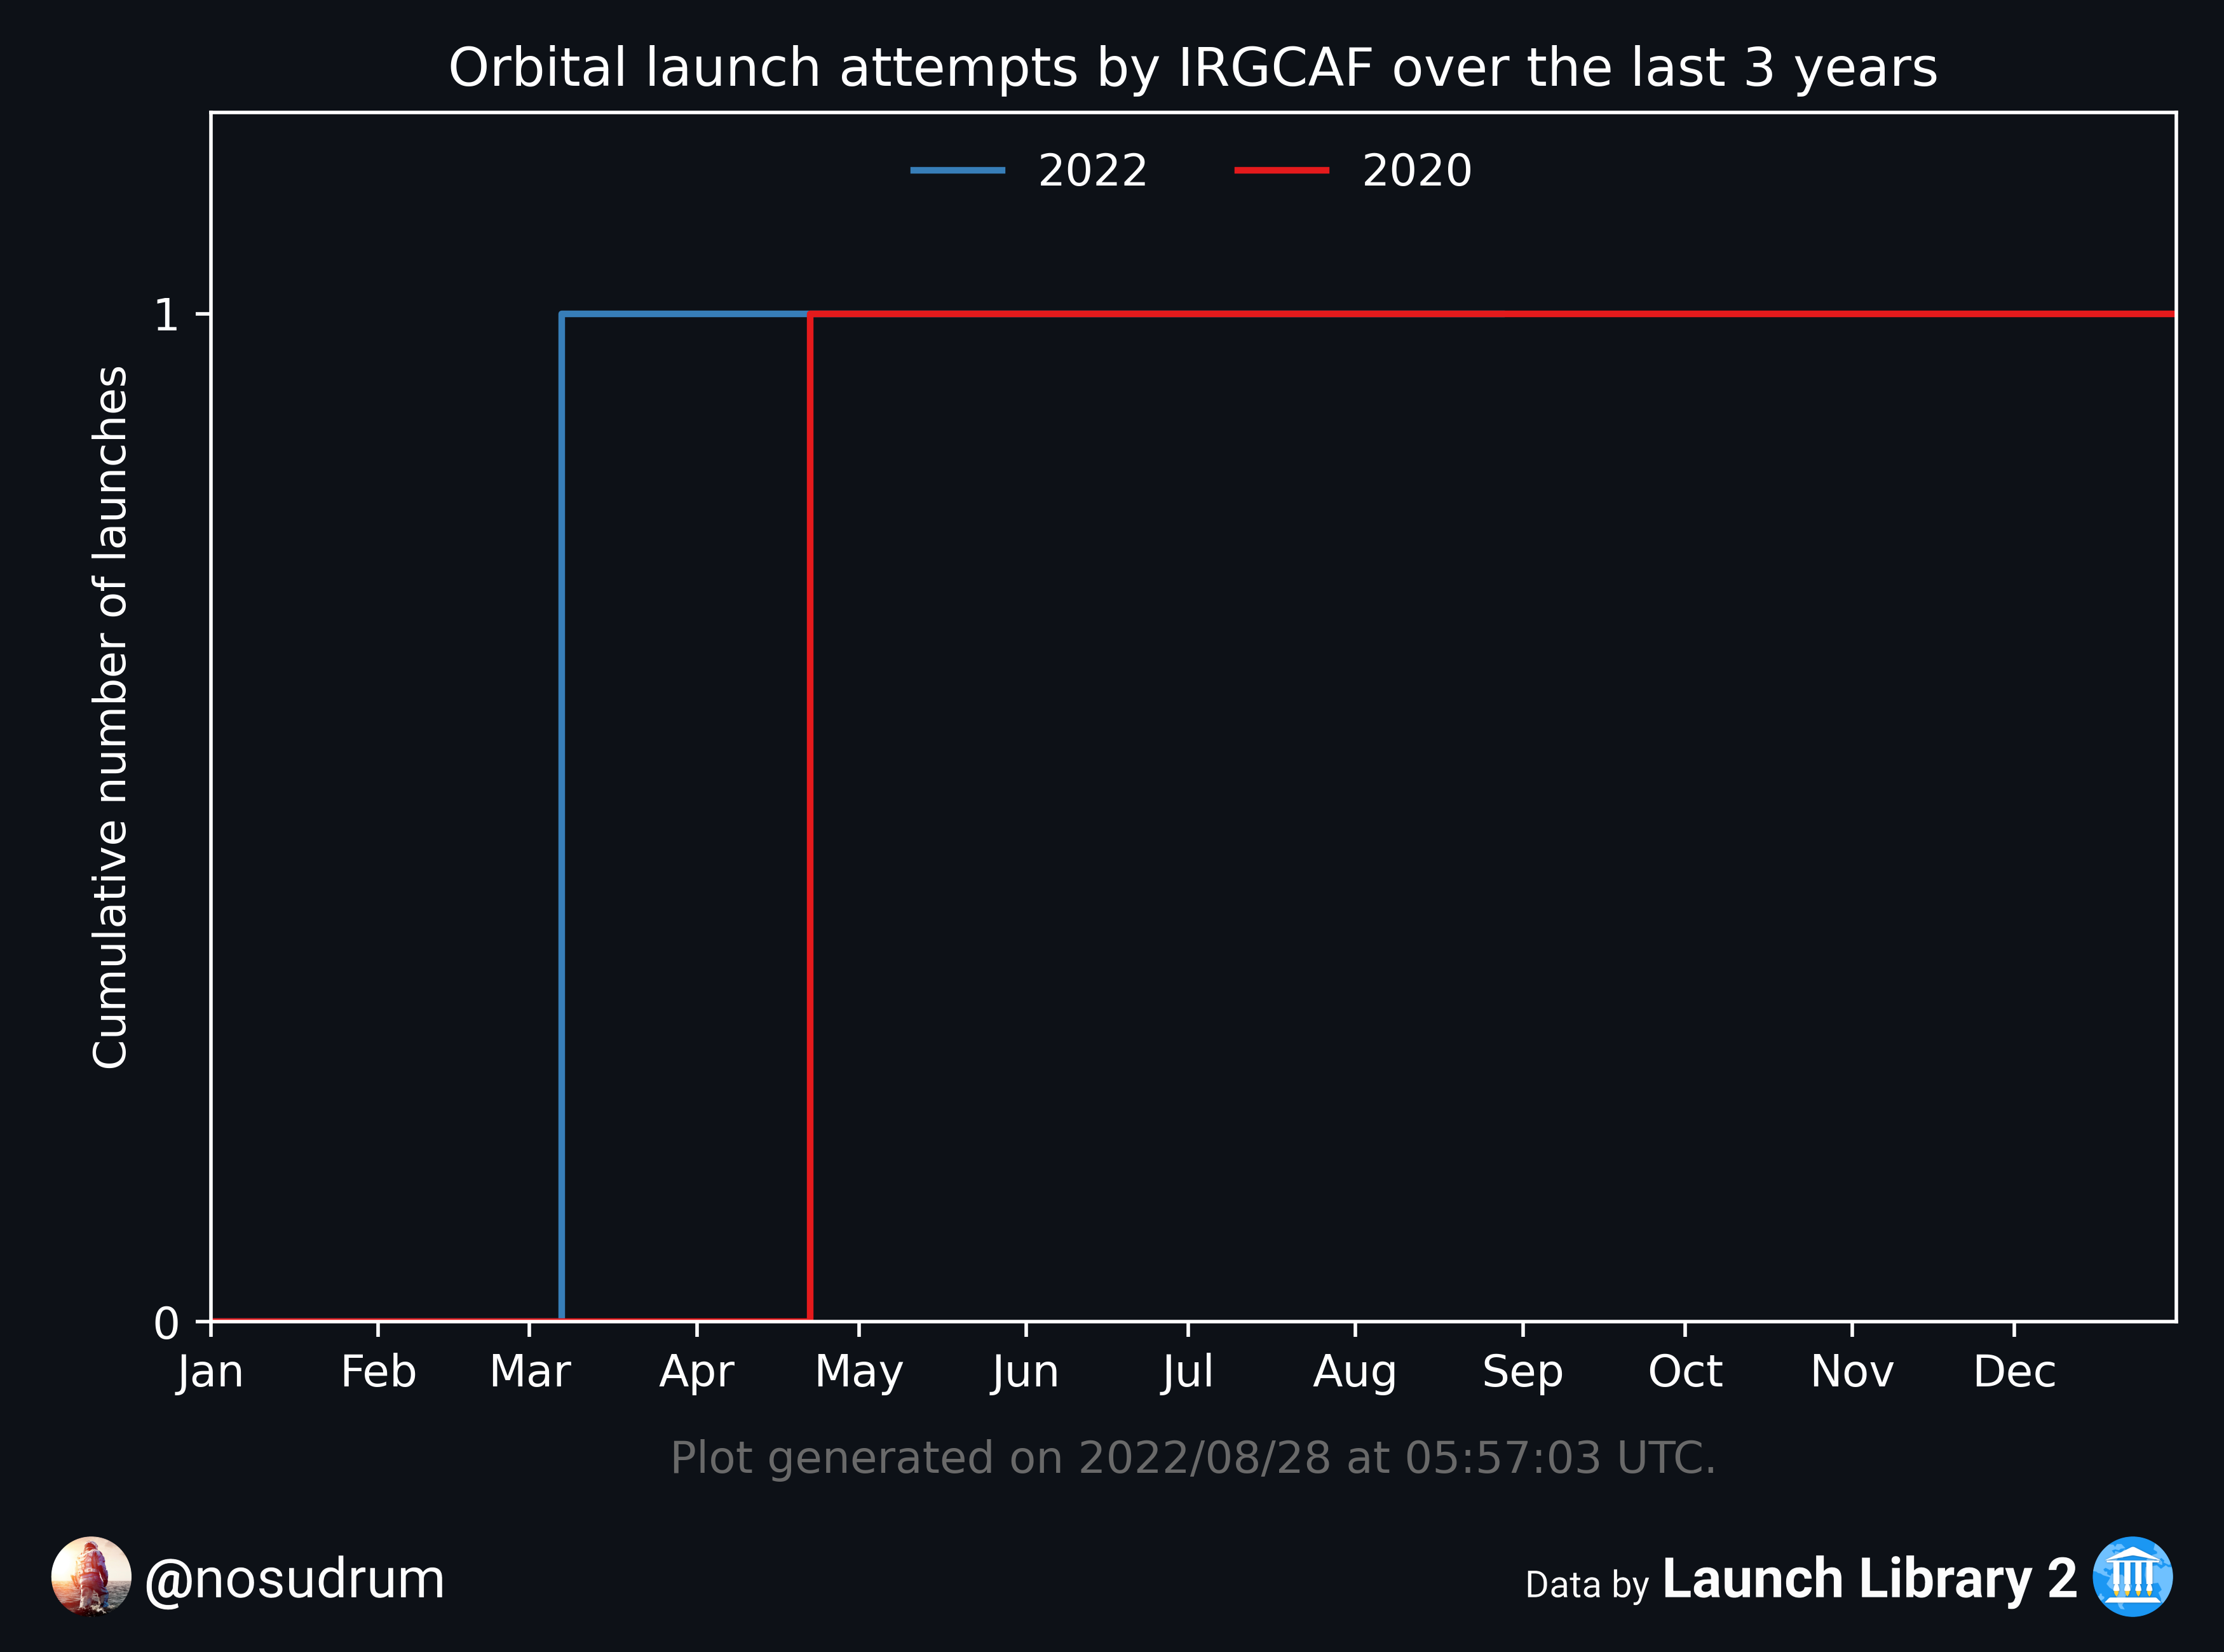 Orbital launch attempts by IRGCAF over the last 3 years
2022 2020
Cumulative number of launches
1
0
Jan Feb Mar Apr May Jun Jul Aug Sep Oct Nov Dec
Plot generated on 2022/08/28 at 05:57:03 UTC.
@nosudrum
Data by Launch Library 2